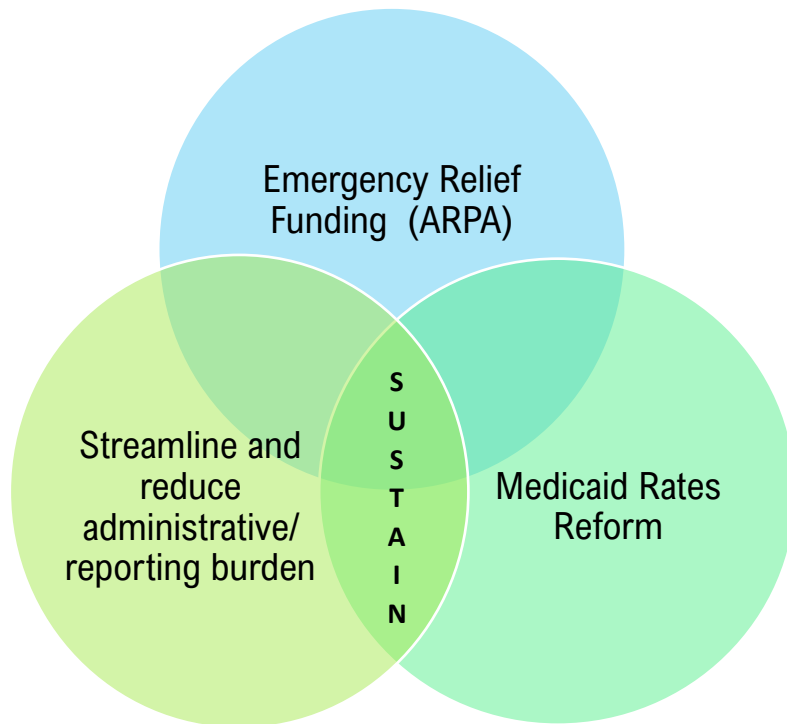 Emergency Relief
Funding (ARPA)
S
U
S
T
A
I
N
Streamline and
reduce
administrative/
reporting burden
Medicaid Rates
Reform